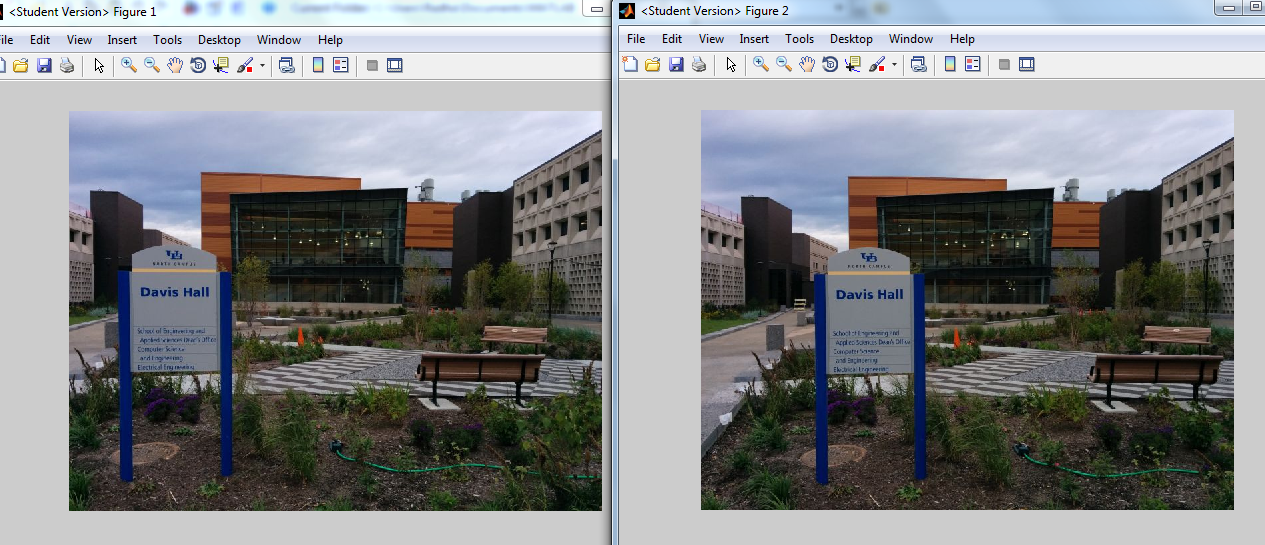 <Student Version> Figure 1
File Edit View Insert Tools Desktop Window Help
UB
Davis Hall
School of Engineering and
Applied Sciences Dean's Office
Computer Science
and Engineering
Electrical Engineering
<Student Version> Figure 2
File Edit View Insert Tools Desktop Window Help
UB
Davis Hall
School of Engineering and
Applied Sciences Dean's Office
Computer Science
and Engineering
Electrical Engineering